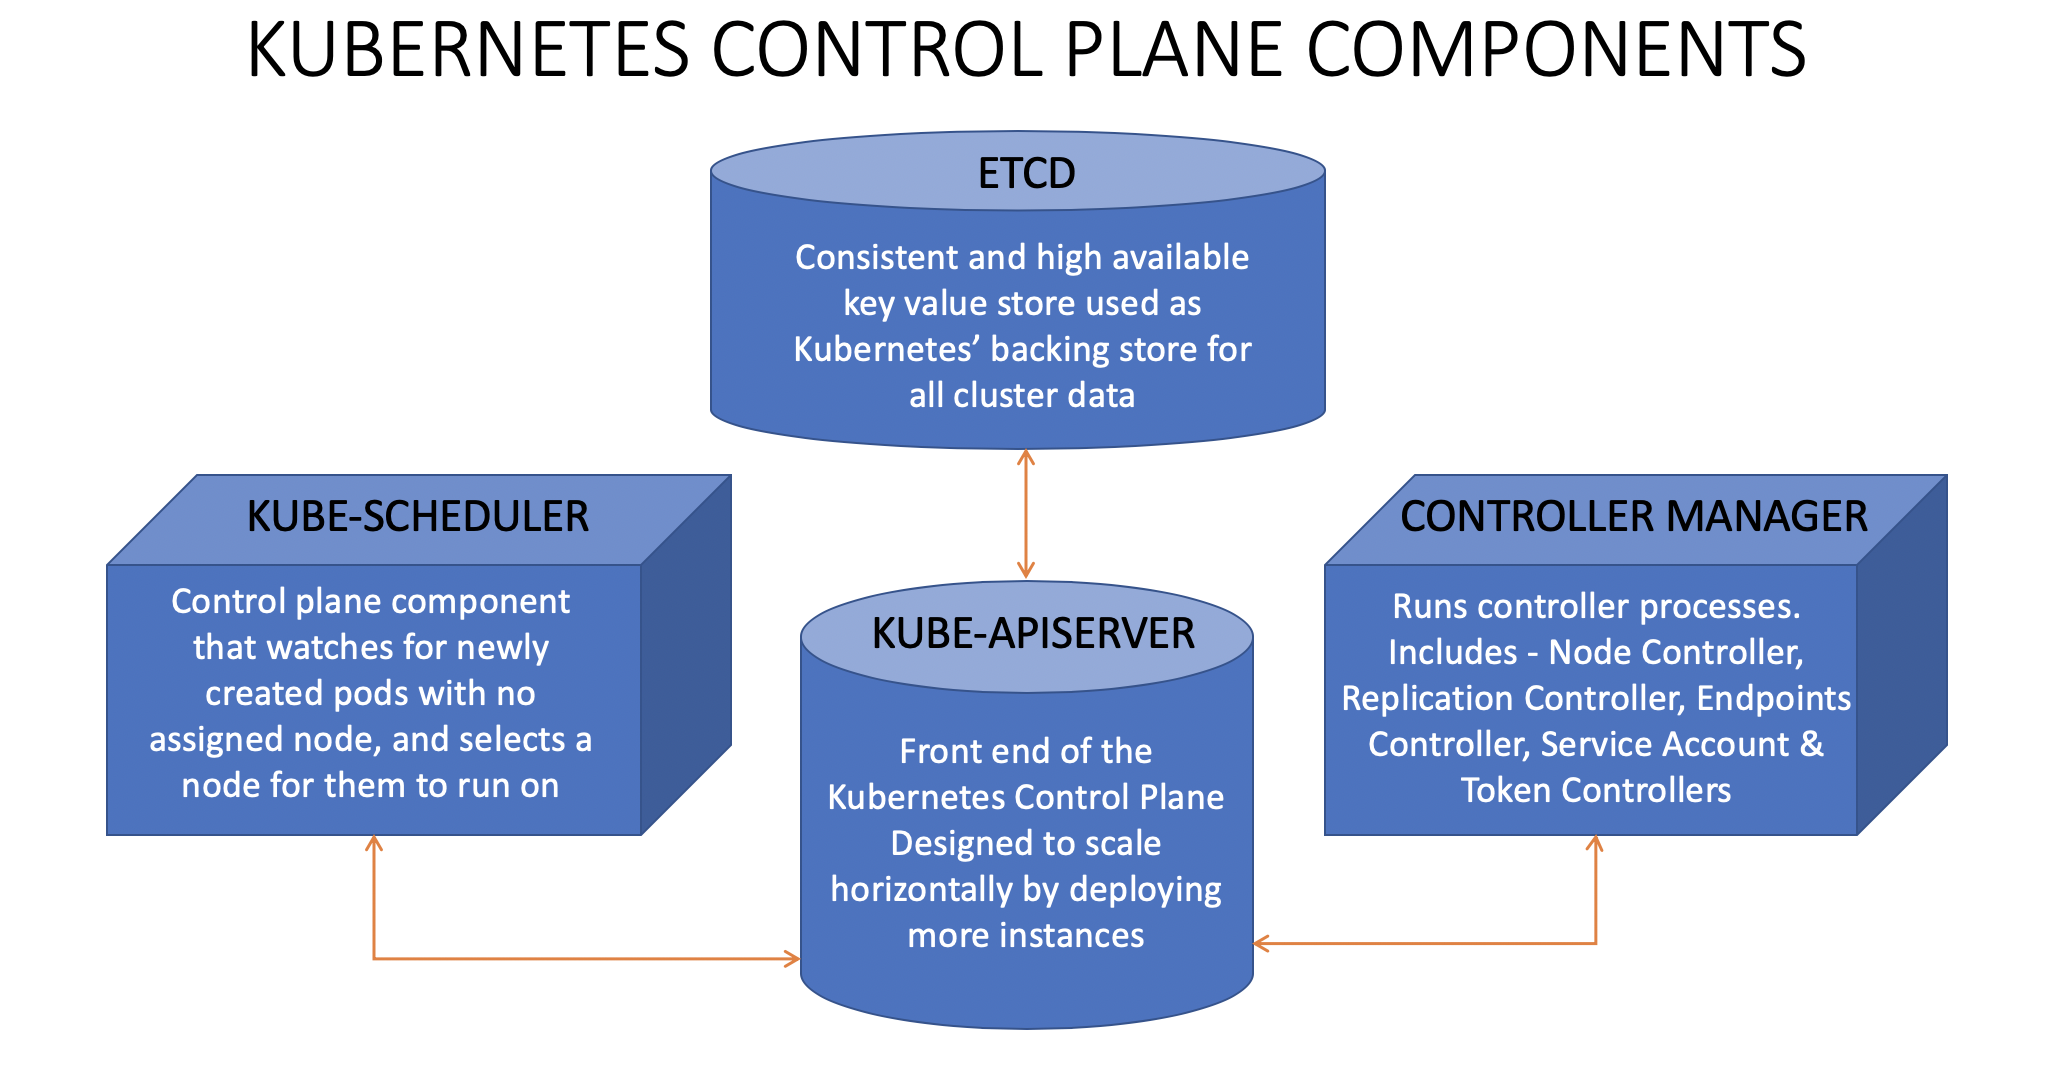 KUBERNETES CONTROL PLANE COMPONENTS
ETCD
Consistent and high available
key value store used as
Kubernetes’ backing store for
all cluster data
KUBE-SCHEDULER
Control plane component
that watches for newly
created pods with no
assigned node, and selects a
node for them to run on
KUBE-APISERVER
Front end of the
Kubernetes Control Plane
Designed to scale
horizontally by deploying
more instances
CONTROLLER MANAGER
Runs controller processes.
Includes - Node Controller,
Replication Controller, Endpoints
Controller, Service Account &
Token Controllers